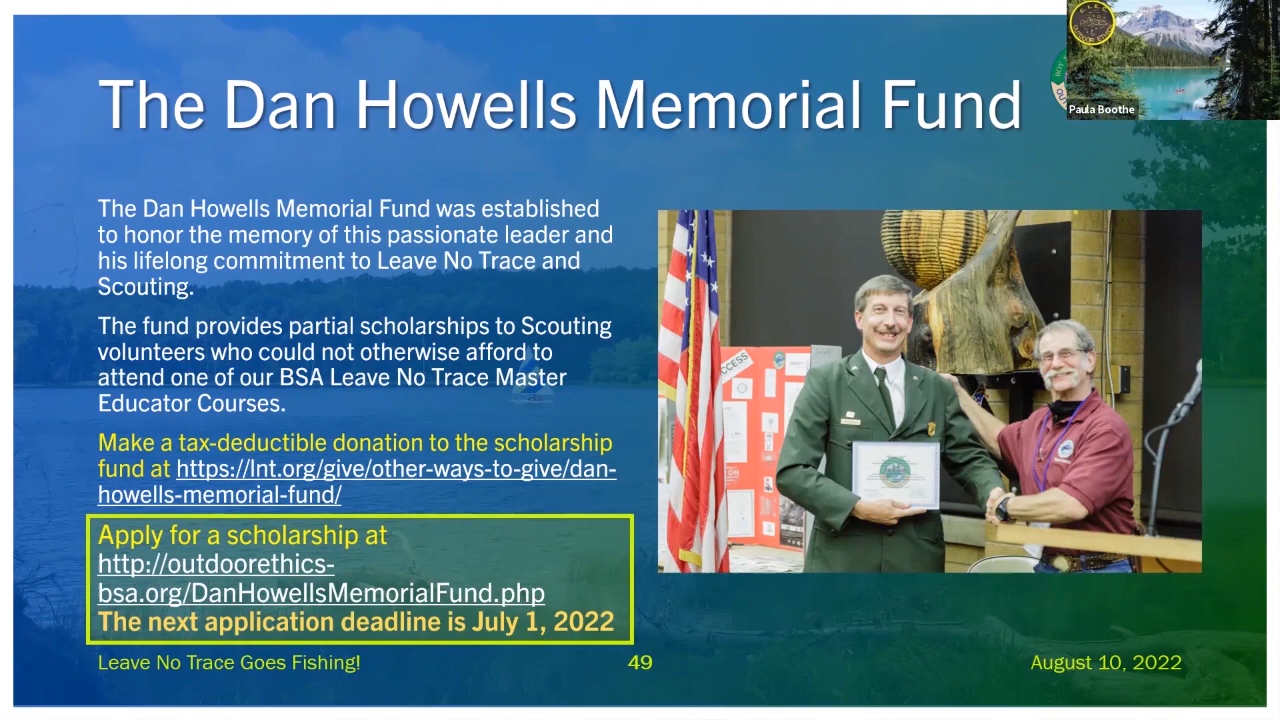 The Dan Howells Memorial Fund
Paula Boothe
The Dan Howells Memorial Fund was established
to honor the memory of this passionate leader and
his lifelong commitment to Leave No Trace and
Scouting.
The fund provides partial scholarships to Scouting
volunteers who could not otherwise afford to
attend one of our BSA Leave No Trace Master
Educator Courses.
Make a tax-deductible donation to the scholarship
fund at https://lnt.org/give/other-ways-to-give/dan-
howells-memorial-fund/
Apply for a scholarship at
http://outdoorethics-
bsa.org/DanHowellsMemorialFund.php
The next application deadline is July 1, 2022
Leave No Trace Goes Fishing!
49
August 10, 2022